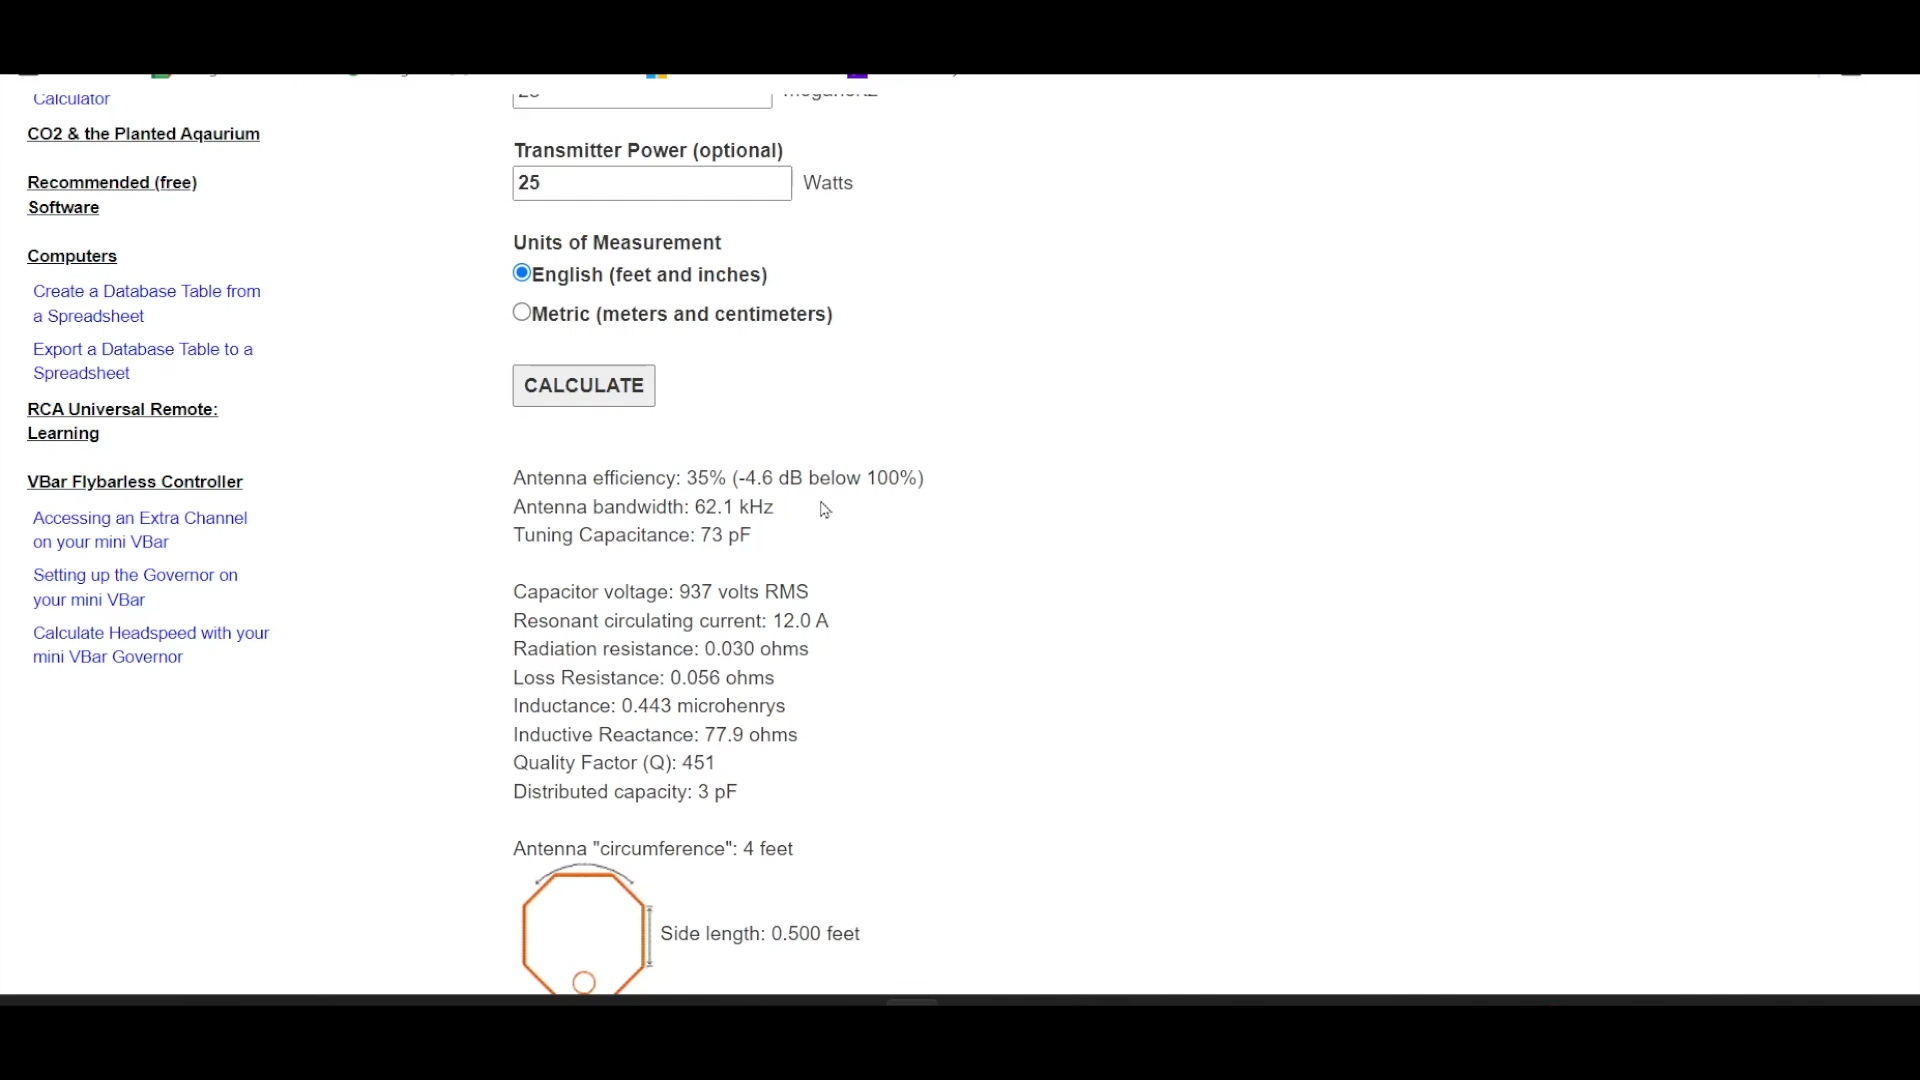 Calculator
CO2 & the Planted Aqaurium
Recommended (free)
Software
Computers
Create a Database Table from
a Spreadsheet
Export a Database Table to a
Spreadsheet
RCA Universal Remote:
Learning
VBar Flybarless Controller
Accessing an Extra Channel
on your mini VBar
Setting up the Governor on
your mini VBar
Calculate Headspeed with your
mini VBar Governor
Transmitter Power (optional)
25 Watts
Units of Measurement
English (feet and inches)
Metric (meters and centimeters)
CALCULATE
Antenna efficiency: 35% (-4.6 dB below 100%)
Antenna bandwidth: 62.1 kHz
Tuning Capacitance: 73 pF
Capacitor voltage: 937 volts RMS
Resonant circulating current: 12.0 A
Radiation resistance: 0.030 ohms
Loss Resistance: 0.056 ohms
Inductance: 0.443 microhenrys
Inductive Reactance: 77.9 ohms
Quality Factor (Q): 451
Distributed capacity: 3 pF
Antenna "circumference": 4 feet
Side length: 0.500 feet